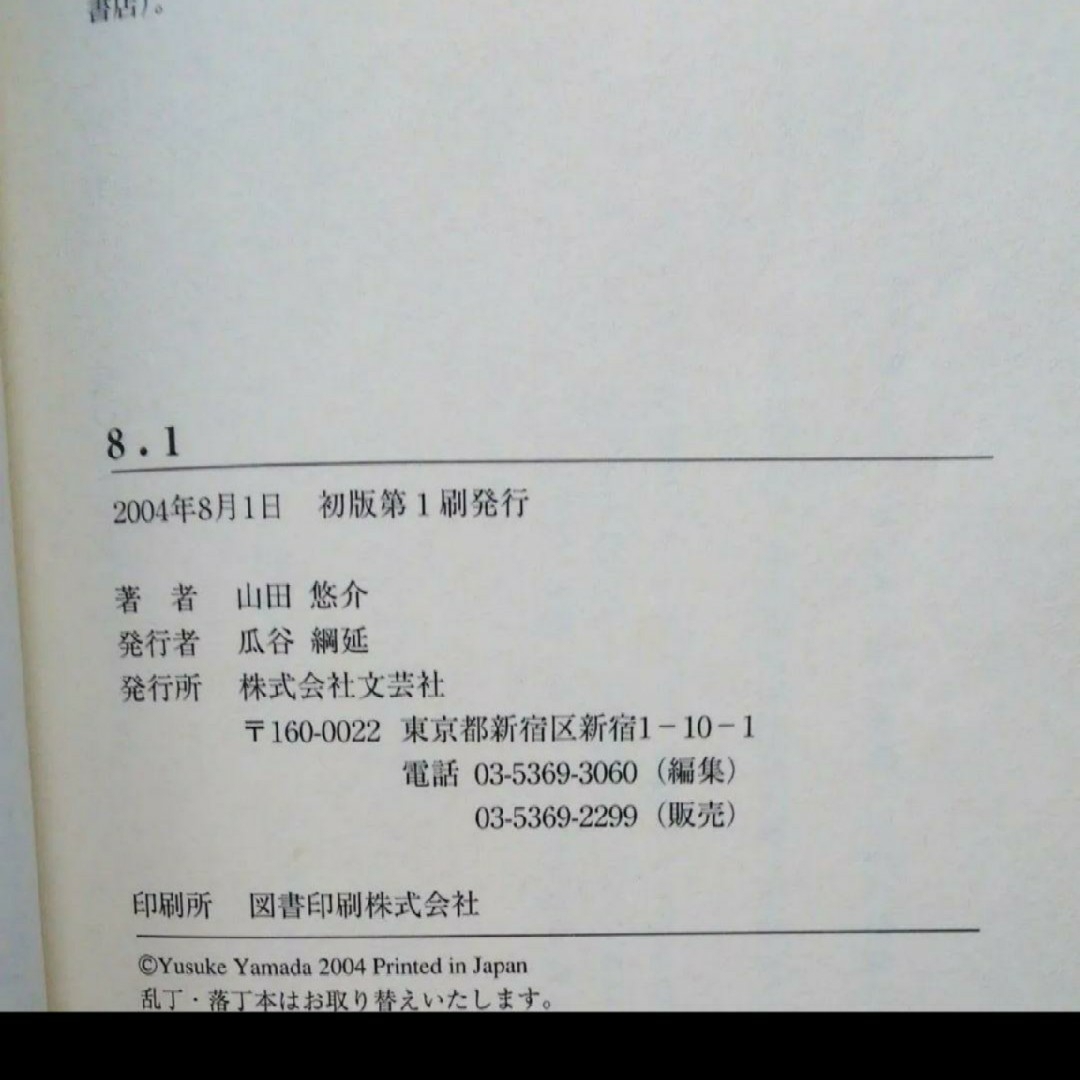 書店）。
8．1
2004年8月1日　初版第1刷発行
著　者　山田 悠介
発行者　瓜谷 綱延
発行所　株式会社文芸社
〒160-0022 東京都新宿区新宿1－10－1
電話 03-5369-3060（編集）
03-5369-2299（販売）
印刷所　図書印刷株式会社
©Yusuke Yamada 2004 Printed in Japan
乱丁・落丁本はお取り替えいたします。